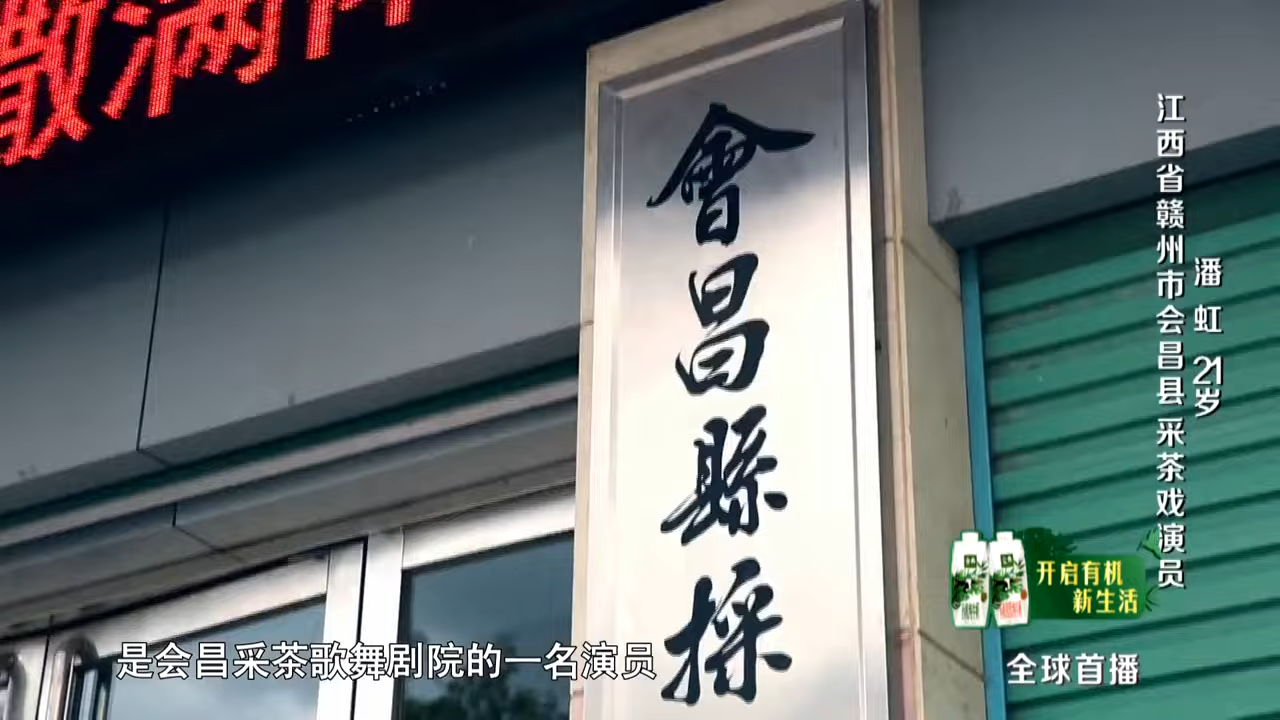 撒满
會昌縣採
江西省赣州市会昌县 采茶戏演员
潘虹 21岁
开启有机
新生活
是会昌采茶歌舞剧院的一名演员
全球首播